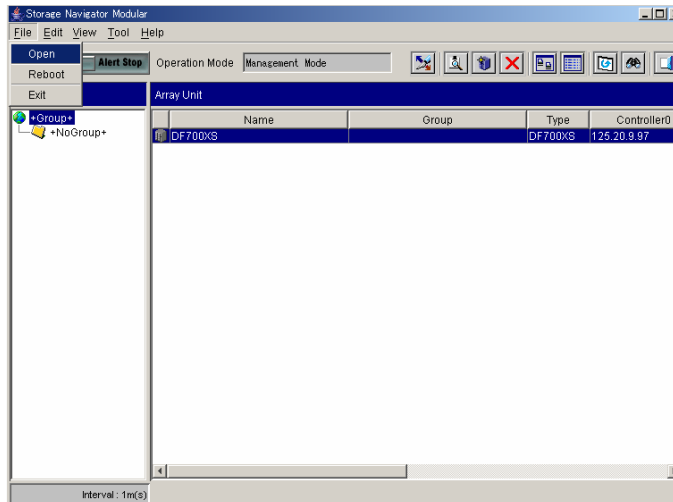 Storage Navigator Modular
File Edit View Tool Help
Open
Reboot
Exit
Alert Stop
Operation Mode Management Mode
Array Unit
+Group+
+NoGroup+
Name Group Type Controller0
DF700XS DF700XS 125.20.9.97
Interval : 1m(s)